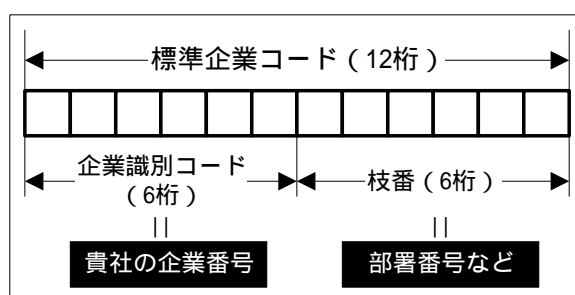 標準企業コード（12桁）
企業識別コード
（6桁）
枝番（6桁）
||
||
貴社の企業番号
部署番号など